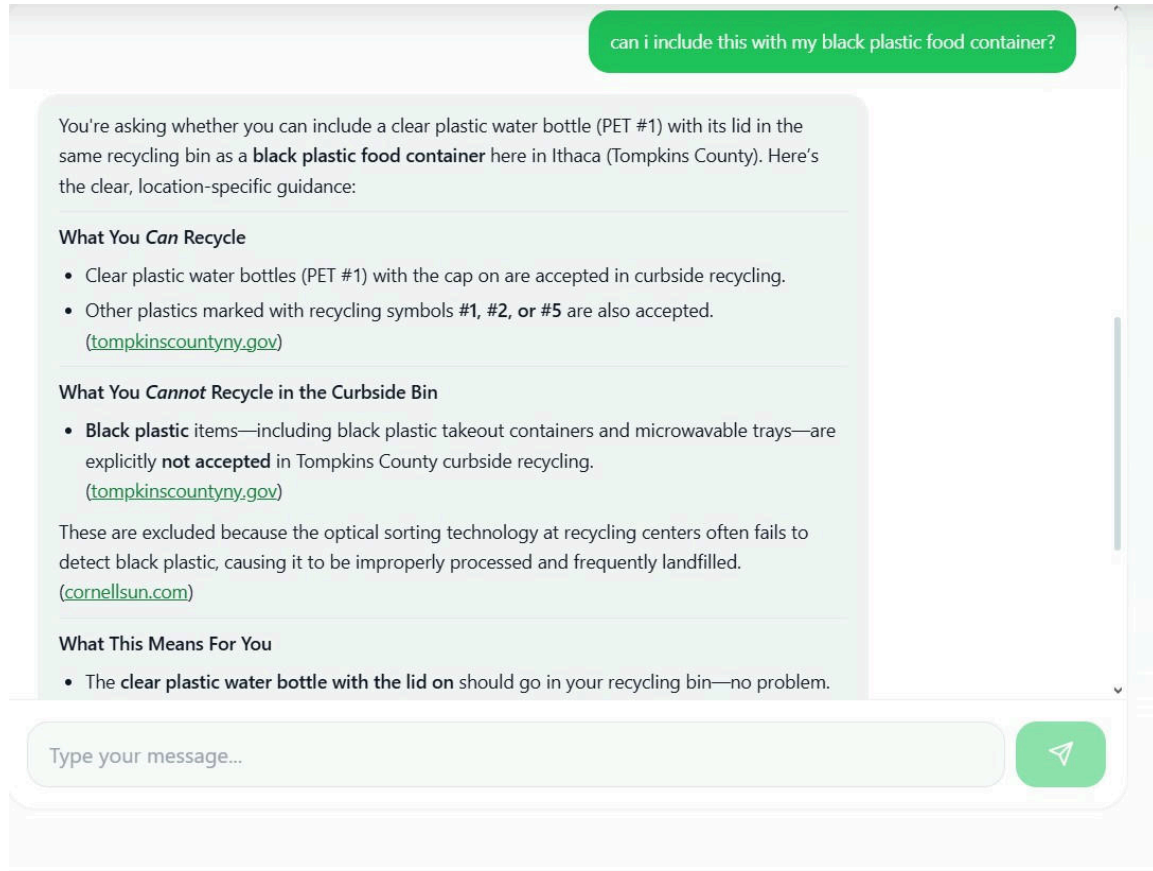 can i include this with my black plastic food container?
You're asking whether you can include a clear plastic water bottle (PET #1) with its lid in the
same recycling bin as a black plastic food container here in Ithaca (Tompkins County). Here’s
the clear, location-specific guidance:
What You Can Recycle
• Clear plastic water bottles (PET #1) with the cap on are accepted in curbside recycling.
• Other plastics marked with recycling symbols #1, #2, or #5 are also accepted.
(tompkinscountyny.gov)
What You Cannot Recycle in the Curbside Bin
• Black plastic items—including black plastic takeout containers and microwavable trays—are
explicitly not accepted in Tompkins County curbside recycling.
(tompkinscountyny.gov)
These are excluded because the optical sorting technology at recycling centers often fails to
detect black plastic, causing it to be improperly processed and frequently landfilled.
(cornellsun.com)
What This Means For You
• The clear plastic water bottle with the lid on should go in your recycling bin—no problem.
Type your message...